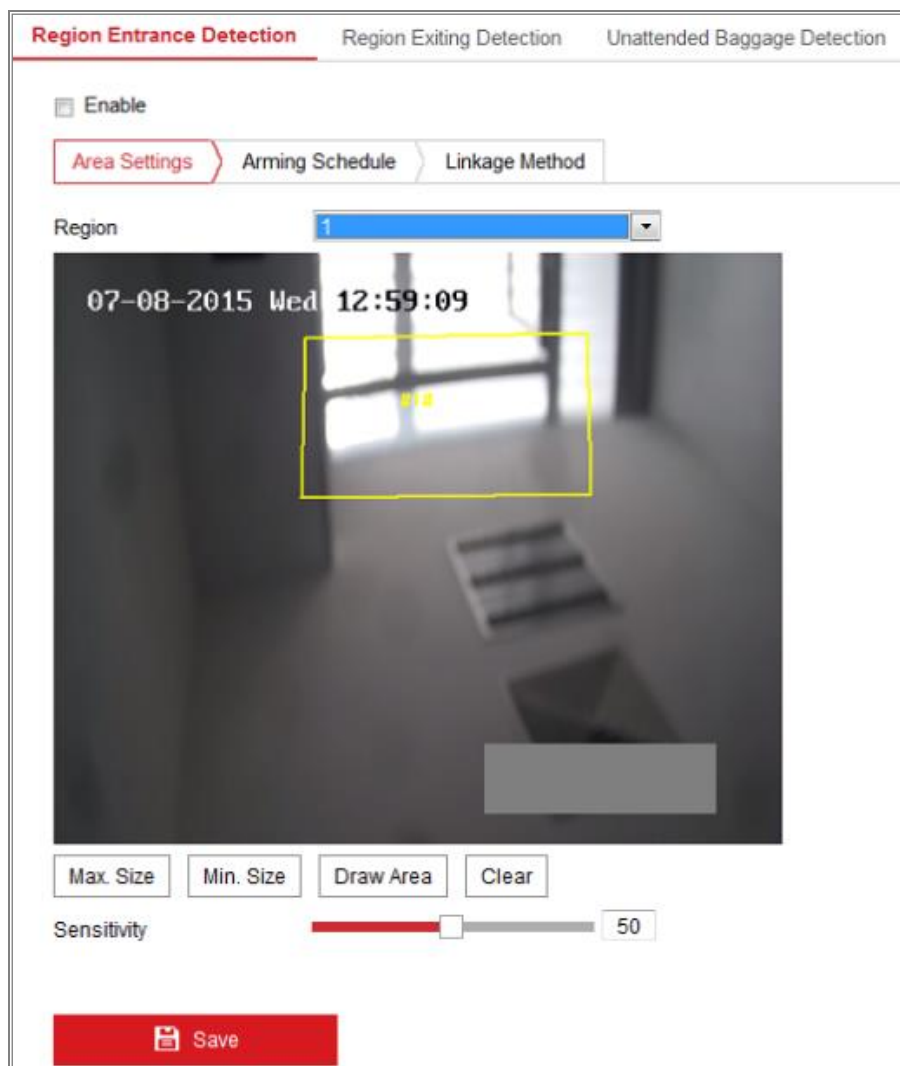 Region Entrance Detection Region Exiting Detection Unattended Baggage Detection
Enable
Area Settings Arming Schedule Linkage Method
Region 1
07-08-2015 Wed 12:59:09
#1#
Max. Size Min. Size Draw Area Clear
Sensitivity 50
Save